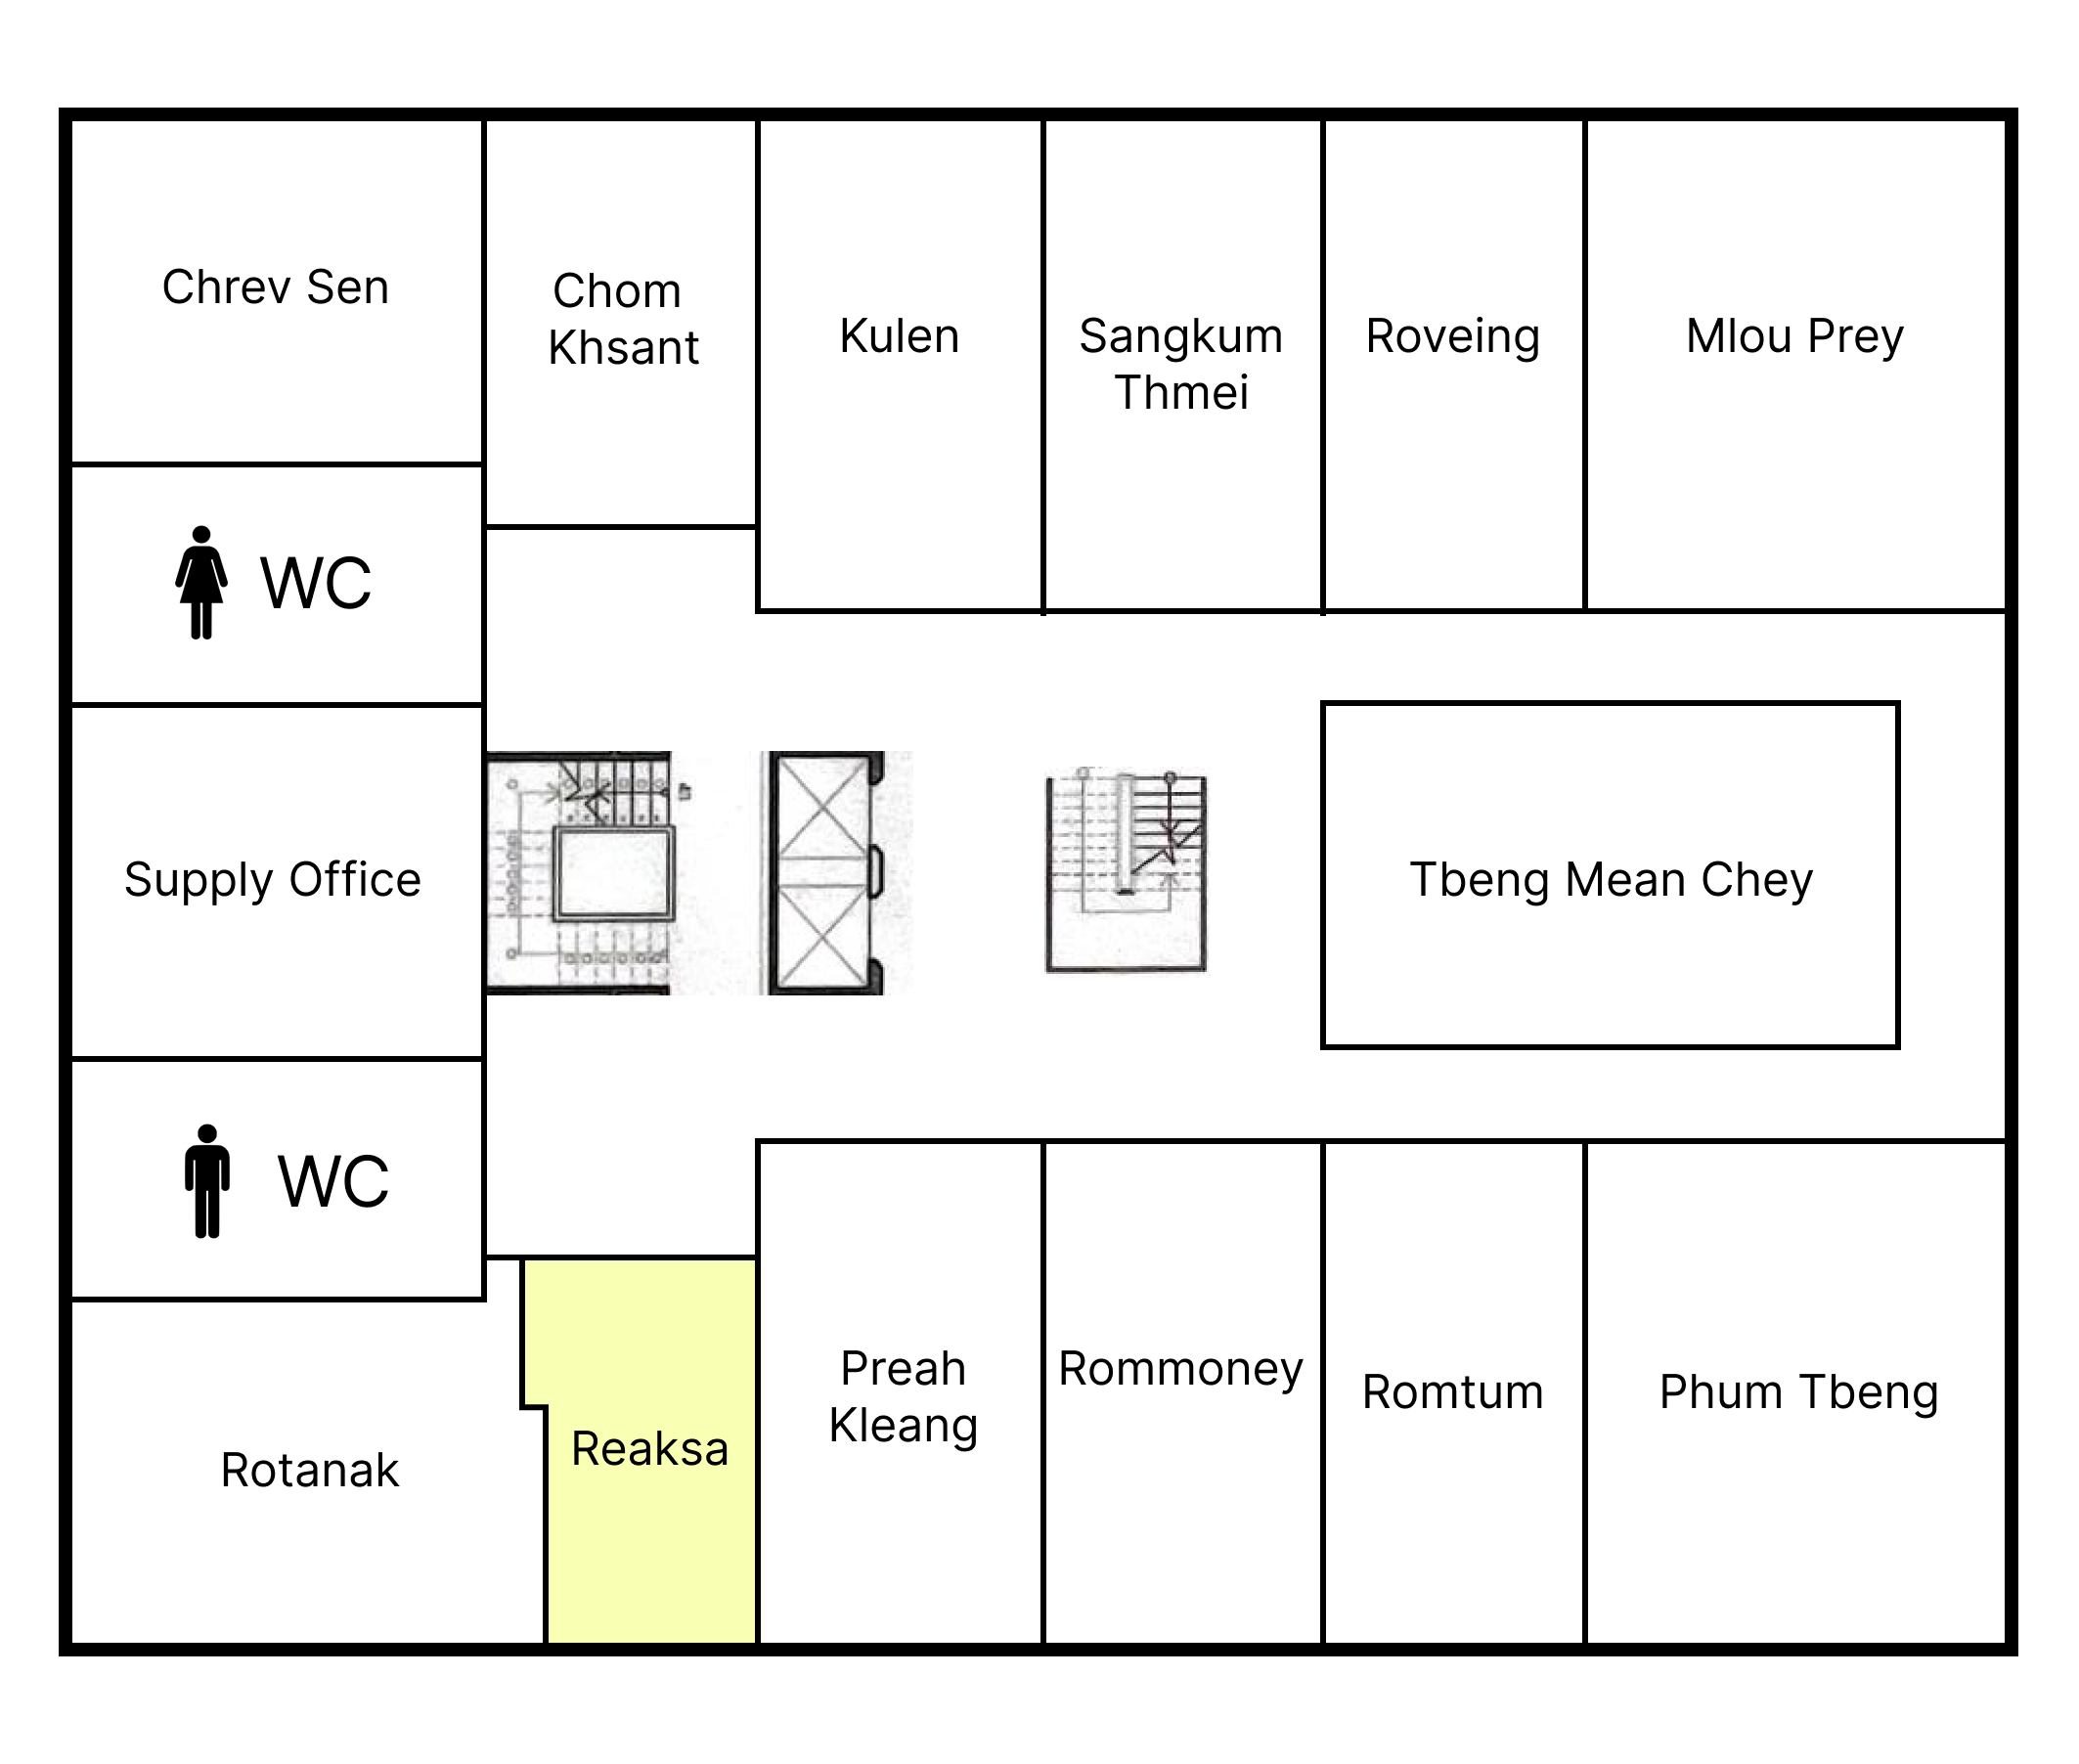 Chrev Sen
Chom
Khsant
Kulen
Sangkum
Thmei
Roveing
Mlou Prey
WC
Supply Office
Tbeng Mean Chey
WC
Rotanak
Reaksa
Preah
Kleang
Rommoney
Romtum
Phum Tbeng